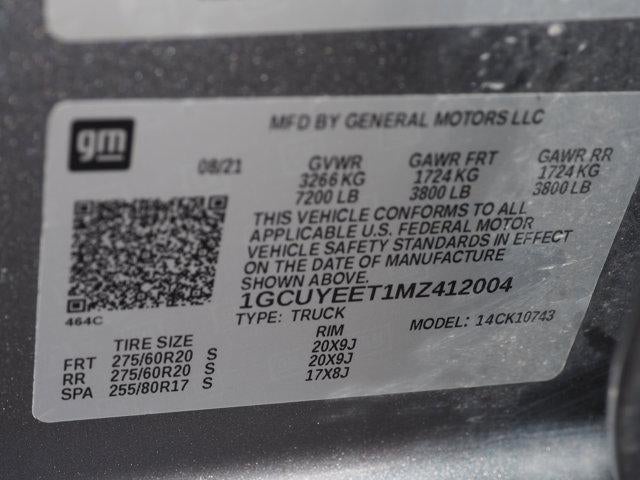 gm
MFD BY GENERAL MOTORS LLC
08/21 GVWR GAWR FRT GAWR RR
3266 KG 1724 KG 1724 KG
7200 LB 3800 LB 3800 LB
THIS VEHICLE CONFORMS TO ALL
APPLICABLE U.S. FEDERAL MOTOR
VEHICLE SAFETY STANDARDS IN EFFECT
ON THE DATE OF MANUFACTURE
SHOWN ABOVE.
1GCUYEET1MZ412004
464C
TYPE: TRUCK MODEL: 14CK10743
TIRE SIZE RIM
FRT 275/60R20 S 20X9J
RR 275/60R20 S 20X9J
SPA 255/80R17 S 17X8J